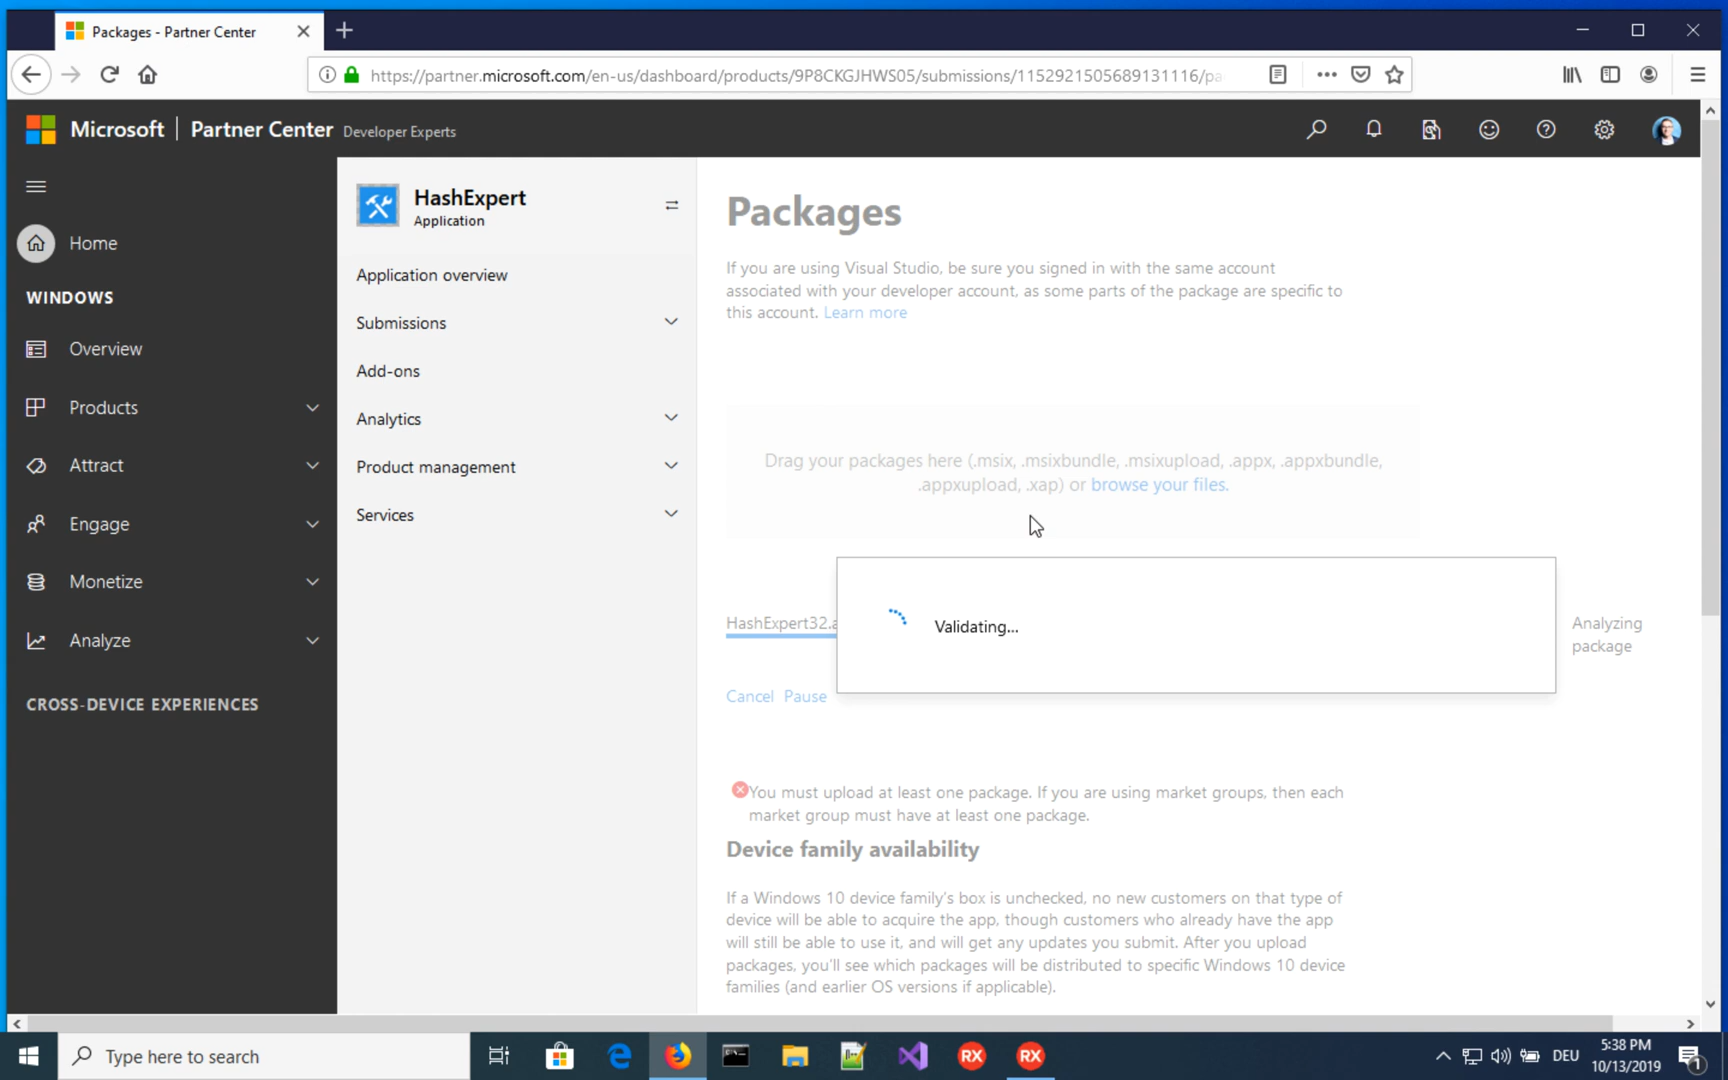 Packages - Partner Center
https://partner.microsoft.com/en-us/dashboard/products/9P8CKGJHWS05/submissions/1152921505689131116/pa
Microsoft | Partner Center Developer Experts
Home
WINDOWS
Overview
Products
Attract
Engage
Monetize
Analyze
CROSS-DEVICE EXPERIENCES
HashExpert
Application
Application overview
Submissions
Add-ons
Analytics
Product management
Services
Packages
If you are using Visual Studio, be sure you signed in with the same account
associated with your developer account, as some parts of the package are specific to
this account. Learn more
Drag your packages here (.msix, .msixbundle, .msixupload, .appx, .appxbundle,
.appxupload, .xap) or browse your files.
HashExpert32.a
Validating...
Analyzing
package
Cancel Pause
You must upload at least one package. If you are using market groups, then each
market group must have at least one package.
Device family availability
If a Windows 10 device family's box is unchecked, no new customers on that type of
device will be able to acquire the app, though customers who already have the app
will still be able to use it, and will get any updates you submit. After you upload
packages, you'll see which packages will be distributed to specific Windows 10 device
families (and earlier OS versions if applicable).
Type here to search
RX
RX
DEU
5:38 PM
10/13/2019
1